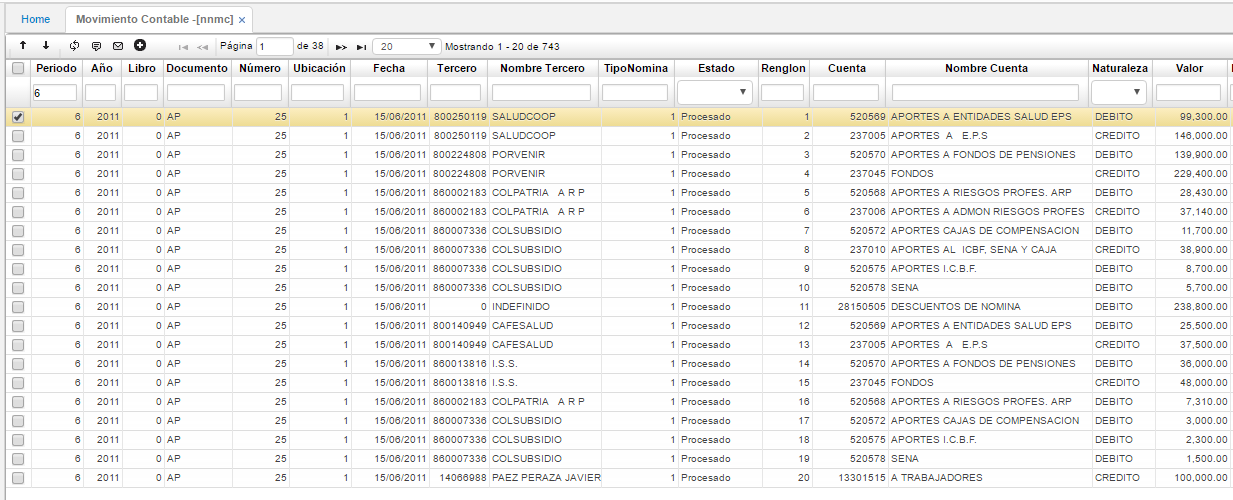 Home Movimiento Contable -[nnmc] ×
Página 1 de 38 20 Mostrando 1 - 20 de 743
Periodo Año Libro Documento Número Ubicación Fecha Tercero Nombre Tercero TipoNomina Estado Renglon Cuenta Nombre Cuenta Naturaleza Valor
6
6 2011 0 AP 25 1 15/06/2011 800250119 SALUDCOOP 1 Procesado 1 520569 APORTES A ENTIDADES SALUD EPS DEBITO 99,300.00
6 2011 0 AP 25 1 15/06/2011 800250119 SALUDCOOP 1 Procesado 2 237005 APORTES A E.P.S CREDITO 146,000.00
6 2011 0 AP 25 1 15/06/2011 800224808 PORVENIR 1 Procesado 3 520570 APORTES A FONDOS DE PENSIONES DEBITO 139,900.00
6 2011 0 AP 25 1 15/06/2011 800224808 PORVENIR 1 Procesado 4 237045 FONDOS CREDITO 229,400.00
6 2011 0 AP 25 1 15/06/2011 860002183 COLPATRIA A R P 1 Procesado 5 520568 APORTES A RIESGOS PROFES. ARP DEBITO 28,430.00
6 2011 0 AP 25 1 15/06/2011 860002183 COLPATRIA A R P 1 Procesado 6 237006 APORTES A ADMON RIESGOS PROFES CREDITO 37,140.00
6 2011 0 AP 25 1 15/06/2011 860007336 COLSUBSIDIO 1 Procesado 7 520572 APORTES CAJAS DE COMPENSACION DEBITO 11,700.00
6 2011 0 AP 25 1 15/06/2011 860007336 COLSUBSIDIO 1 Procesado 8 237010 APORTES AL ICBF, SENA Y CAJA CREDITO 38,900.00
6 2011 0 AP 25 1 15/06/2011 860007336 COLSUBSIDIO 1 Procesado 9 520575 APORTES I.C.B.F. DEBITO 8,700.00
6 2011 0 AP 25 1 15/06/2011 860007336 COLSUBSIDIO 1 Procesado 10 520578 SENA DEBITO 5,700.00
6 2011 0 AP 25 1 15/06/2011 0 INDEFINIDO 1 Procesado 11 28150505 DESCUENTOS DE NOMINA DEBITO 238,800.00
6 2011 0 AP 25 1 15/06/2011 800140949 CAFESALUD 1 Procesado 12 520569 APORTES A ENTIDADES SALUD EPS DEBITO 25,500.00
6 2011 0 AP 25 1 15/06/2011 800140949 CAFESALUD 1 Procesado 13 237005 APORTES A E.P.S CREDITO 37,500.00
6 2011 0 AP 25 1 15/06/2011 860013816 I.S.S. 1 Procesado 14 520570 APORTES A FONDOS DE PENSIONES DEBITO 36,000.00
6 2011 0 AP 25 1 15/06/2011 860013816 I.S.S. 1 Procesado 15 237045 FONDOS CREDITO 48,000.00
6 2011 0 AP 25 1 15/06/2011 860002183 COLPATRIA A R P 1 Procesado 16 520568 APORTES A RIESGOS PROFES. ARP DEBITO 7,310.00
6 2011 0 AP 25 1 15/06/2011 860007336 COLSUBSIDIO 1 Procesado 17 520572 APORTES CAJAS DE COMPENSACION DEBITO 3,000.00
6 2011 0 AP 25 1 15/06/2011 860007336 COLSUBSIDIO 1 Procesado 18 520575 APORTES I.C.B.F. DEBITO 2,300.00
6 2011 0 AP 25 1 15/06/2011 860007336 COLSUBSIDIO 1 Procesado 19 520578 SENA DEBITO 1,500.00
6 2011 0 AP 25 1 15/06/2011 14066988 PAEZ PERAZA JAVIER 1 Procesado 20 13301515 A TRABAJADORES CREDITO 100,000.00